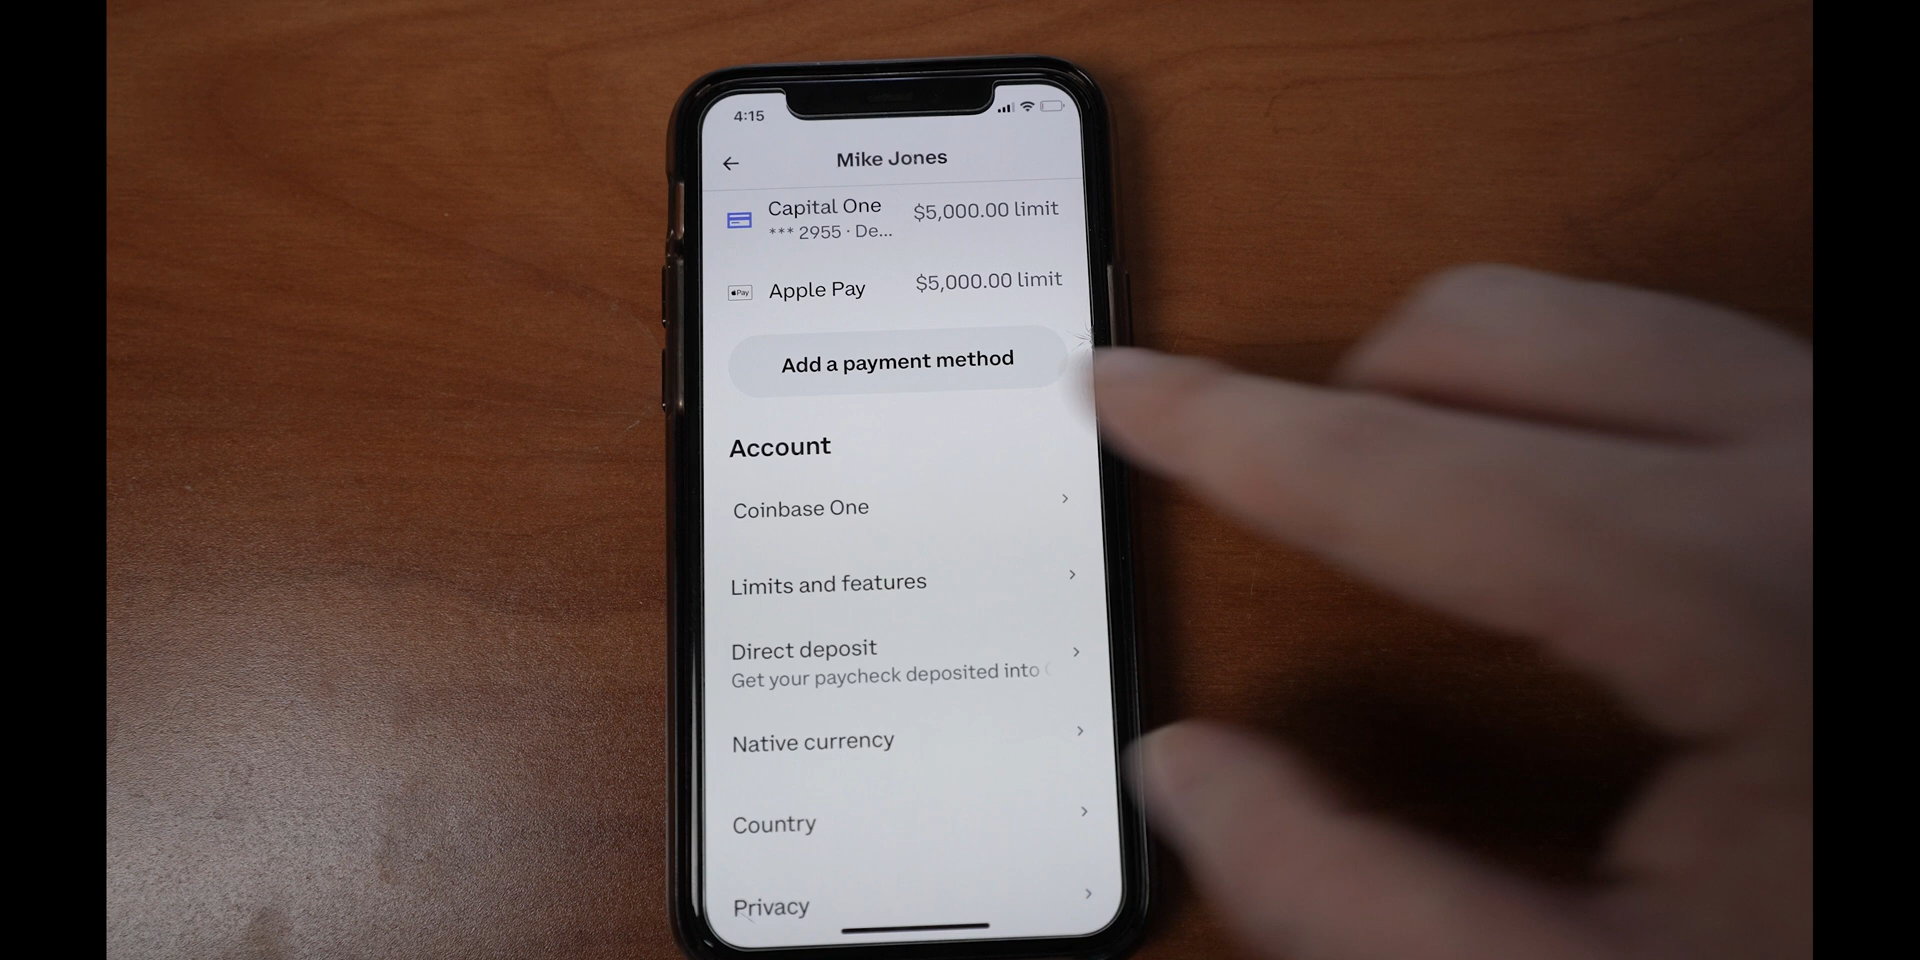 4:15
Mike Jones
Capital One
$5,000.00 limit
*** 2955 · De...
Pay
Apple Pay
$5,000.00 limit
Add a payment method
Account
Coinbase One
Limits and features
Direct deposit
Get your paycheck deposited into
Native currency
Country
Privacy